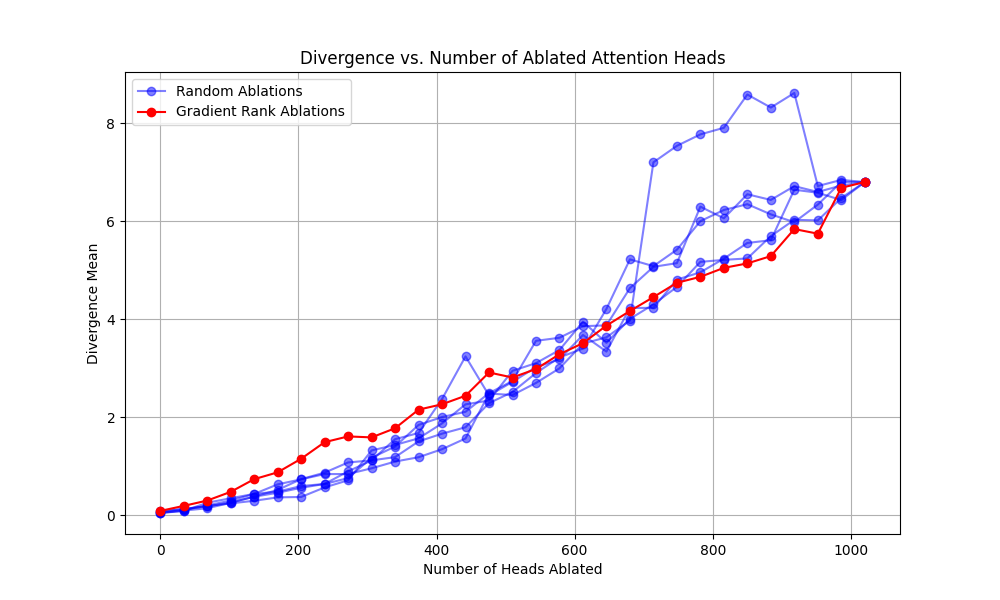 Divergence vs. Number of Ablated Attention Heads
Random Ablations
Gradient Rank Ablations
Divergence Mean
8
6
4
2
0
0 200 400 600 800 1000
Number of Heads Ablated